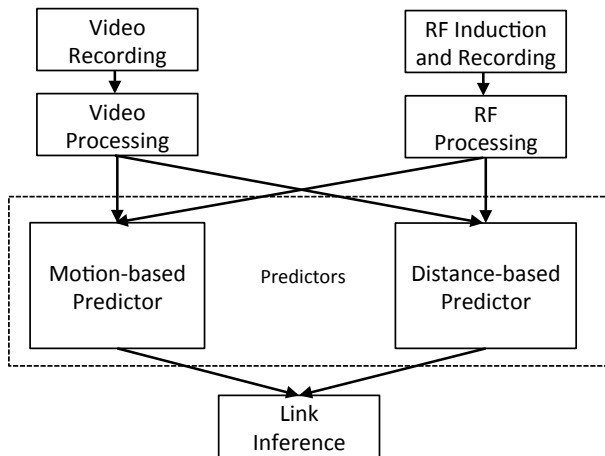 Video
Recording
RF Induction
and Recording
Video
Processing
RF
Processing
Motion-based
Predictor
Predictors
Distance-based
Predictor
Link
Inference